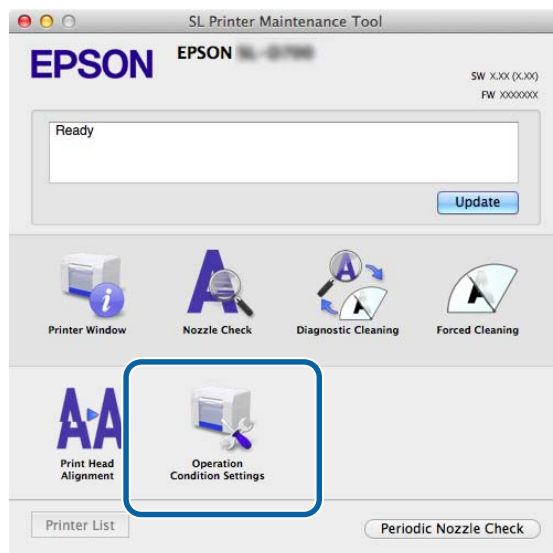 SL Printer Maintenance Tool
EPSON
EPSON
SW X.XX (X.XX)
FW XXXXXXX
Ready
Update
Printer Window
Nozzle Check
Diagnostic Cleaning
Forced Cleaning
Print Head
Alignment
Operation
Condition Settings
Printer List
Periodic Nozzle Check